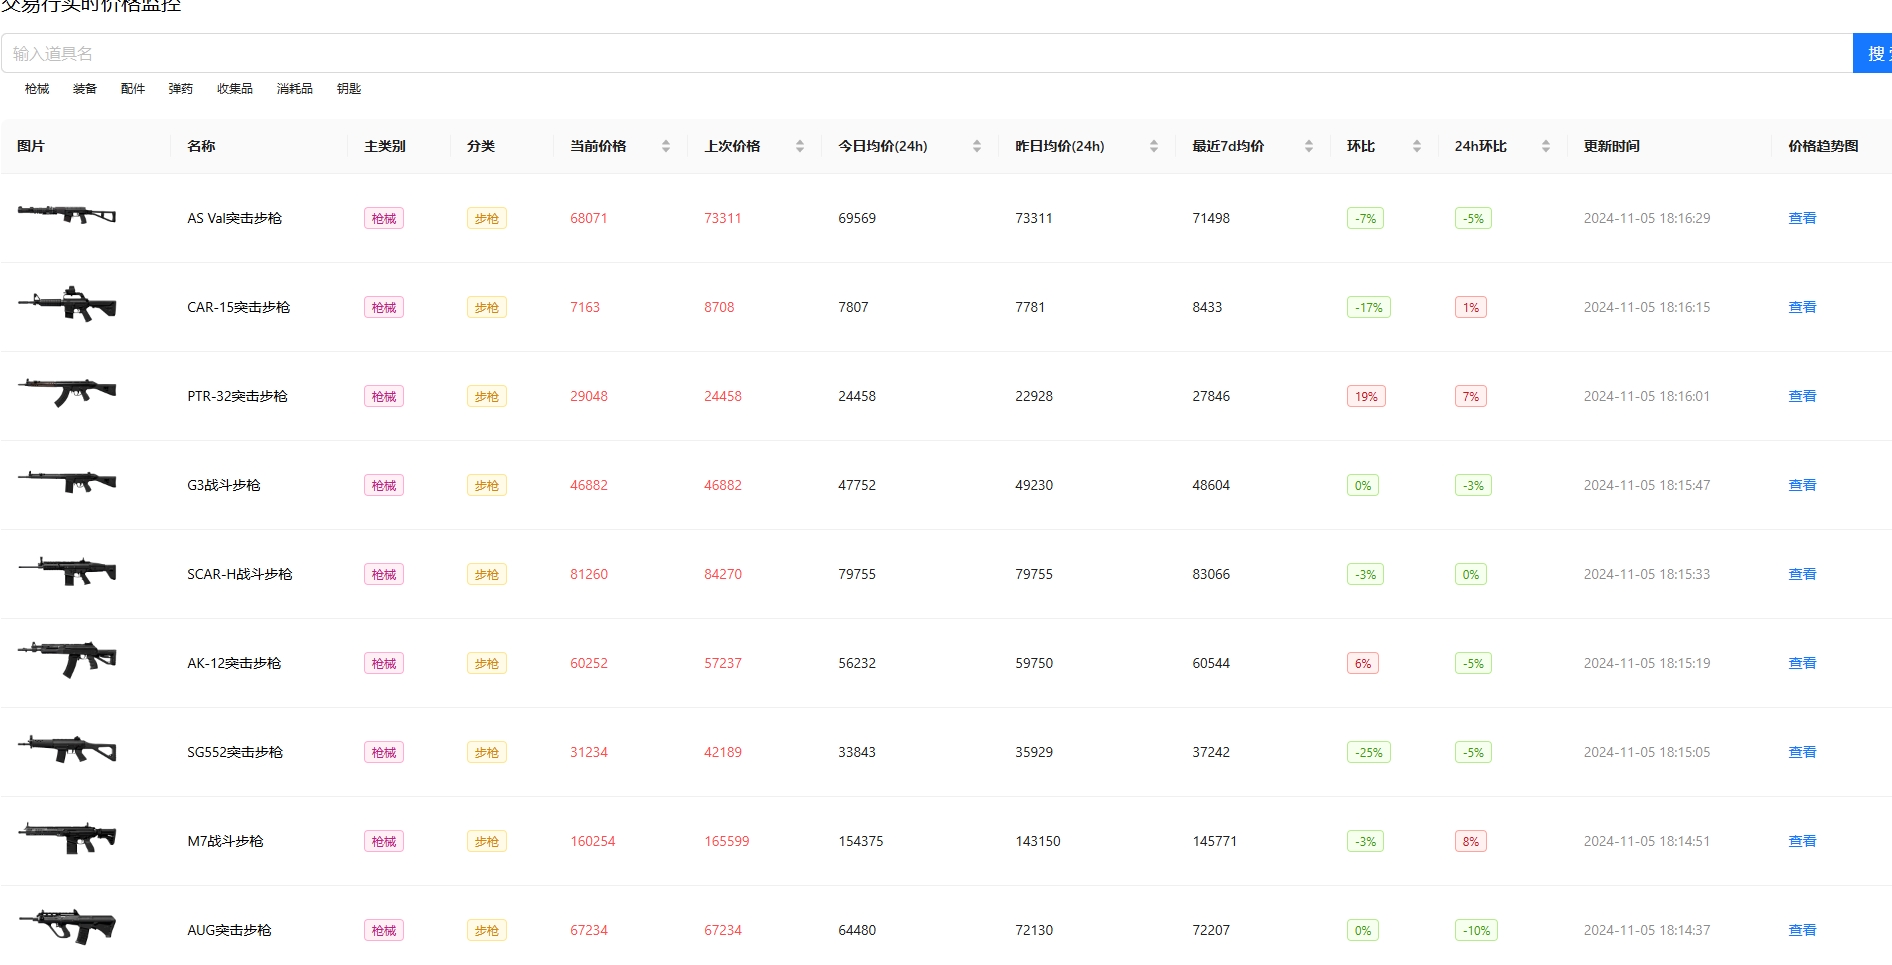 交易行实时价格监控
输入道具名 搜索
枪械 装备 配件 弹药 收集品 消耗品 钥匙
图片 名称 主类别 分类 当前价格 上次价格 今日均价(24h) 昨日均价(24h) 最近7d均价 环比 24h环比 更新时间 价格趋势图
AS Val突击步枪 枪械 步枪 68071 73311 69569 73311 71498 -7% -5% 2024-11-05 18:16:29 查看
CAR-15突击步枪 枪械 步枪 7163 8708 7807 7781 8433 -17% 1% 2024-11-05 18:16:15 查看
PTR-32突击步枪 枪械 步枪 29048 24458 24458 22928 27846 19% 7% 2024-11-05 18:16:01 查看
G3战斗步枪 枪械 步枪 46882 46882 47752 49230 48604 0% -3% 2024-11-05 18:15:47 查看
SCAR-H战斗步枪 枪械 步枪 81260 84270 79755 79755 83066 -3% 0% 2024-11-05 18:15:33 查看
AK-12突击步枪 枪械 步枪 60252 57237 56232 59750 60544 6% -5% 2024-11-05 18:15:19 查看
SG552突击步枪 枪械 步枪 31234 42189 33843 35929 37242 -25% -5% 2024-11-05 18:15:05 查看
M7战斗步枪 枪械 步枪 160254 165599 154375 143150 145771 -3% 8% 2024-11-05 18:14:51 查看
AUG突击步枪 枪械 步枪 67234 67234 64480 72130 72207 0% -10% 2024-11-05 18:14:37 查看